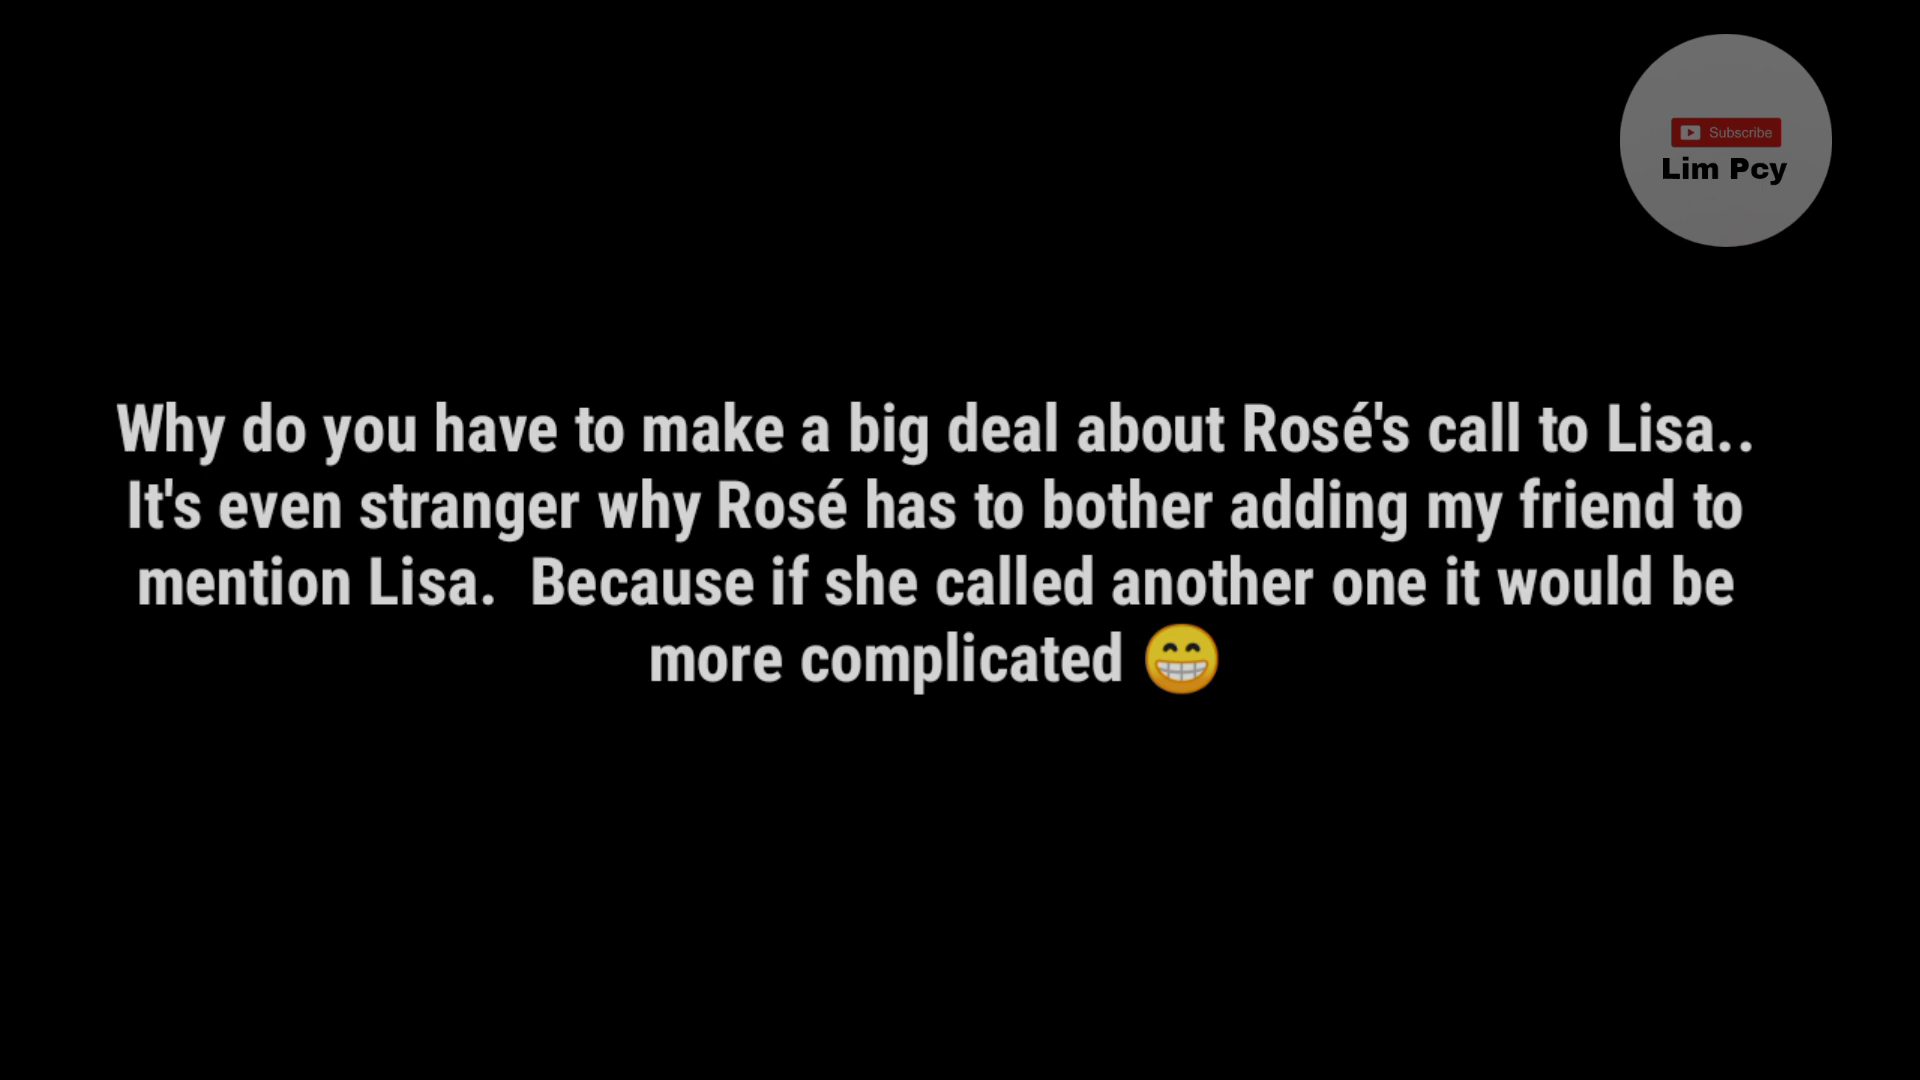 Subscribe
Lim Pcy
Why do you have to make a big deal about Rosé's call to Lisa..
It's even stranger why Rosé has to bother adding my friend to
mention Lisa.  Because if she called another one it would be
more complicated 😁